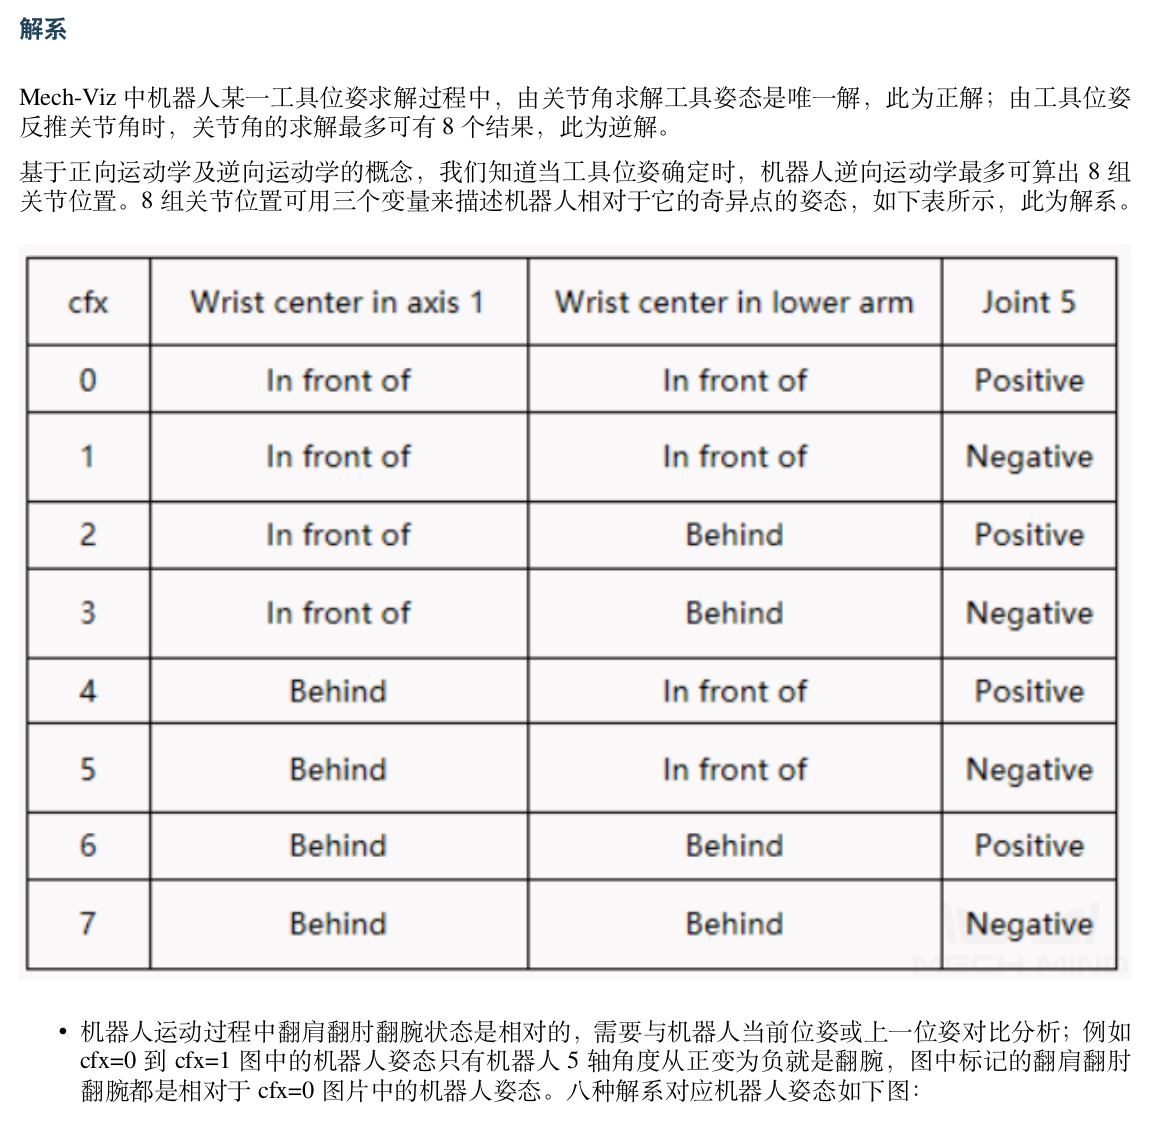 解系
Mech-Viz 中机器人某一工具位姿求解过程中，由关节角求解工具姿态是唯一解，此为正解；由工具位姿
反推关节角时，关节角的求解最多可有 8 个结果，此为逆解。
基于正向运动学及逆向运动学的概念，我们知道当工具位姿确定时，机器人逆向运动学最多可算出 8 组
关节位置。8 组关节位置可用三个变量来描述机器人相对于它的奇异点的姿态，如下表所示，此为解系。
cfx Wrist center in axis 1 Wrist center in lower arm Joint 5
0 In front of In front of Positive
1 In front of In front of Negative
2 In front of Behind Positive
3 In front of Behind Negative
4 Behind In front of Positive
5 Behind In front of Negative
6 Behind Behind Positive
7 Behind Behind Negative
MECH MIND
• 机器人运动过程中翻肩翻肘翻腕状态是相对的，需要与机器人当前位姿或上一位姿对比分析；例如
cfx=0 到 cfx=1 图中的机器人姿态只有机器人 5 轴角度从正变为负就是翻腕，图中标记的翻肩翻肘
翻腕都是相对于 cfx=0 图片中的机器人姿态。八种解系对应机器人姿态如下图：